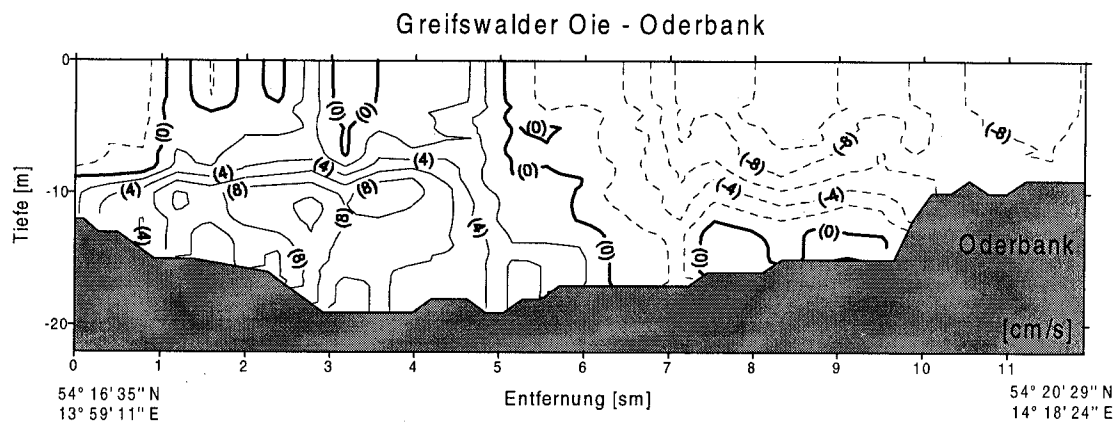 Greifswalder Oie - Oderbank
0
-10
-20
Tiefe [m]
(0)
(0)
(0)
(0)
(0)
(-8)
(-8)
(-8)
(4)
(4)
(4)
(4)
(8)
(8)
(8)
(-4)
(-4)
(4)
(4)
(8)
(0)
(0)
(0)
Oderbank
[cm/s]
0 1 2 3 4 5 6 7 8 9 10 11
54° 16' 35" N
13° 59' 11" E
Entfernung [sm]
54° 20' 29" N
14° 18' 24" E